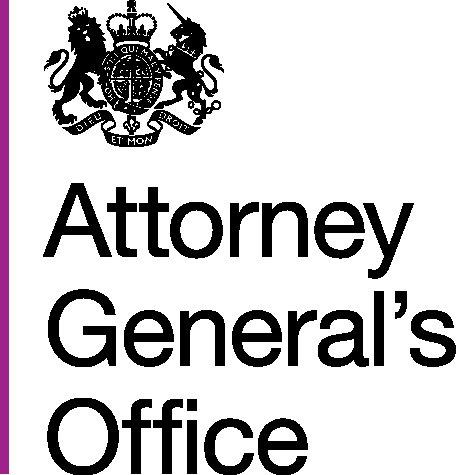 DIEU ET MON DROIT
Attorney
General’s
Office